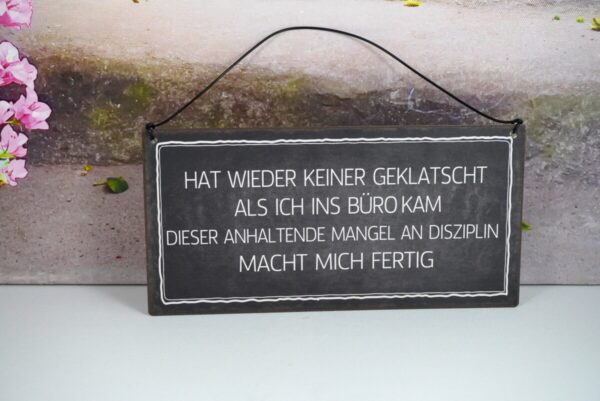 HAT WIEDER KEINER GEKLATSCHT
ALS ICH INS BÜRO KAM
DIESER ANHALTENDE MANGEL AN DISZIPLIN
MACHT MICH FERTIG